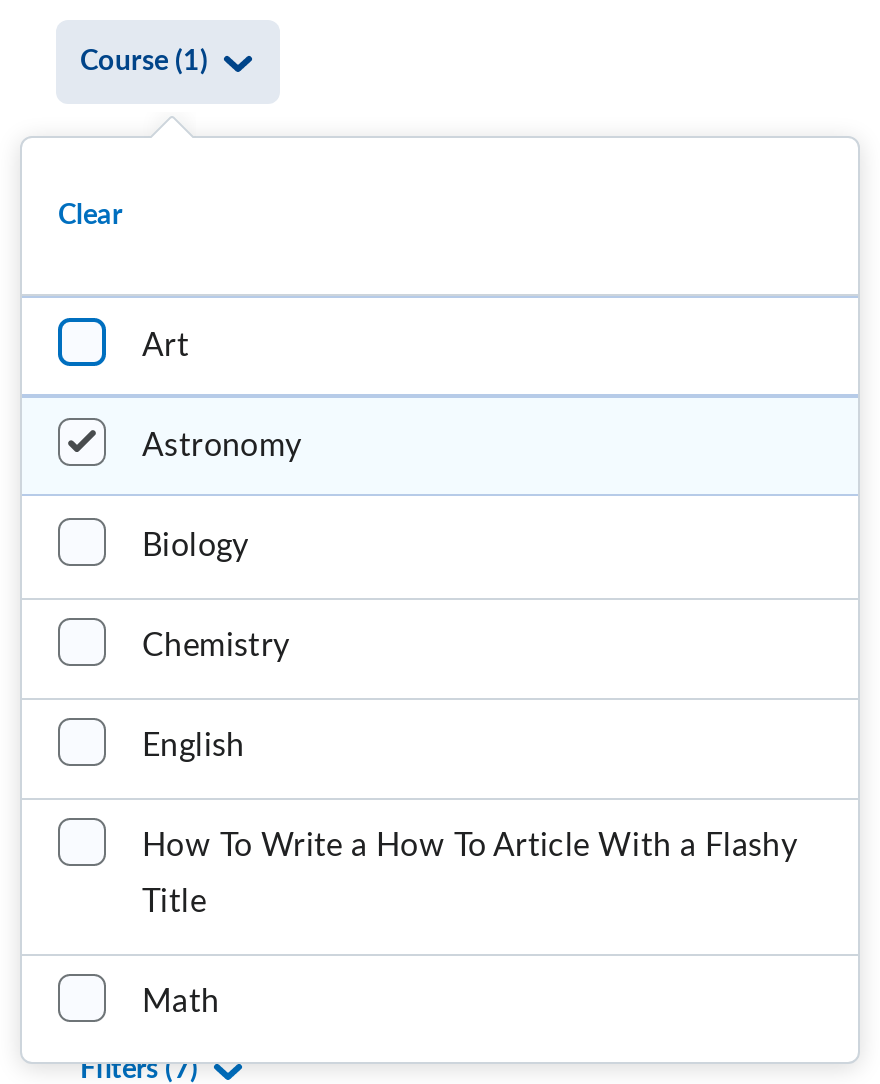 Course (1)
Clear
Art
Astronomy
Biology
Chemistry
English
How To Write a How To Article With a Flashy
Title
Math
Filters (7)